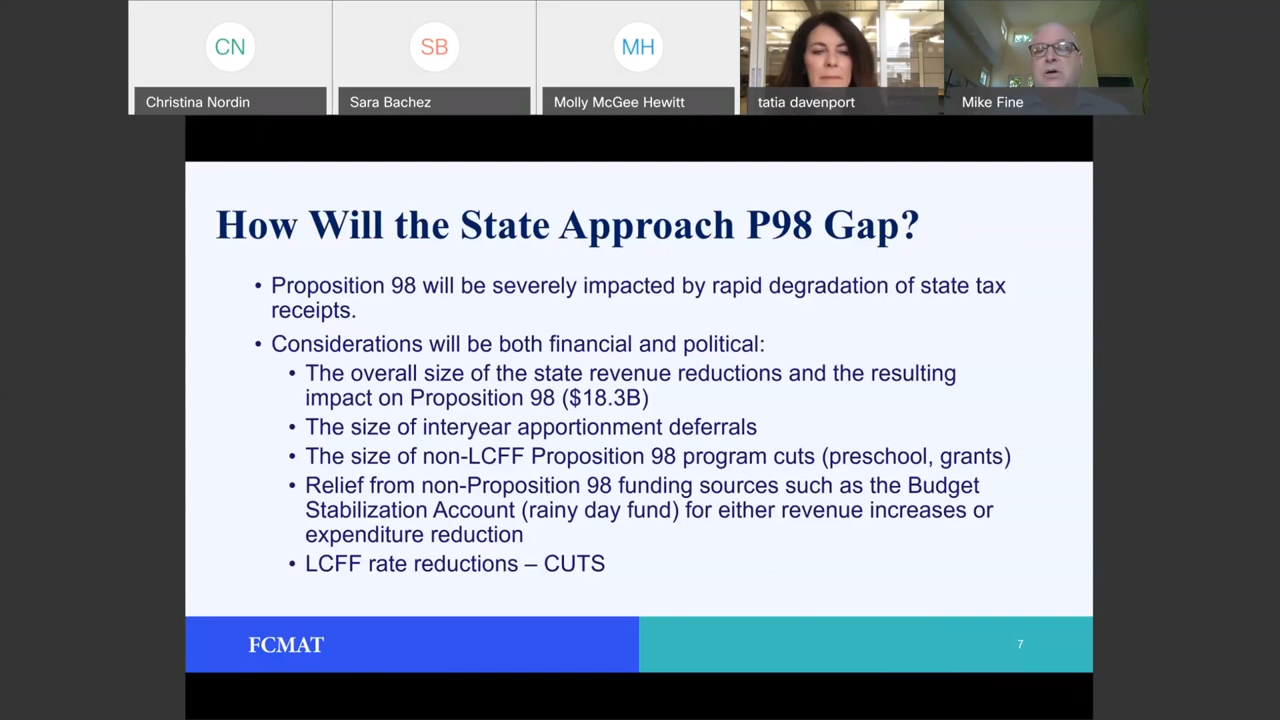 CN
SB
MH
Christina Nordin
Sara Bachez
Molly McGee Hewitt
tatia davenport
Mike Fine
How Will the State Approach P98 Gap?
• Proposition 98 will be severely impacted by rapid degradation of state tax
receipts.
• Considerations will be both financial and political:
• The overall size of the state revenue reductions and the resulting
impact on Proposition 98 ($18.3B)
• The size of interyear apportionment deferrals
• The size of non-LCFF Proposition 98 program cuts (preschool, grants)
• Relief from non-Proposition 98 funding sources such as the Budget
Stabilization Account (rainy day fund) for either revenue increases or
expenditure reduction
• LCFF rate reductions – CUTS
FCMAT
7